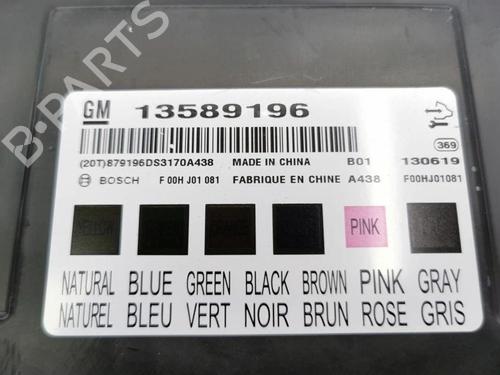 GM 13589196
369
(20T)879196DS3170A438 MADE IN CHINA B01 130619
BOSCH F 00H J01 081 FABRIQUE EN CHINE A438 F00HJ01081
PINK
NATURAL BLUE GREEN BLACK BROWN PINK GRAY
NATUREL BLEU VERT NOIR BRUN ROSE GRIS
B-PARTS